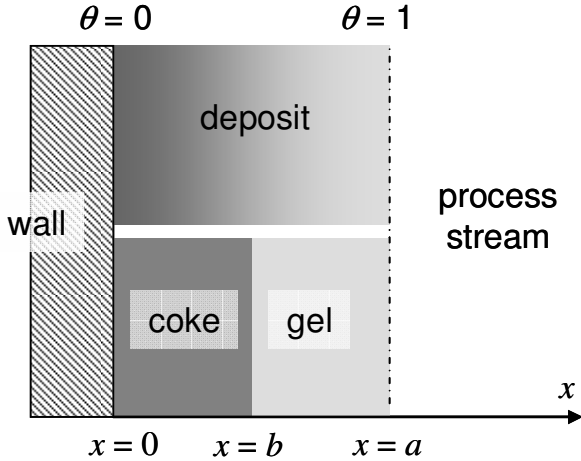 θ = 0
θ = 1
deposit
wall
process
stream
coke
gel
x
x = 0
x = b
x = a